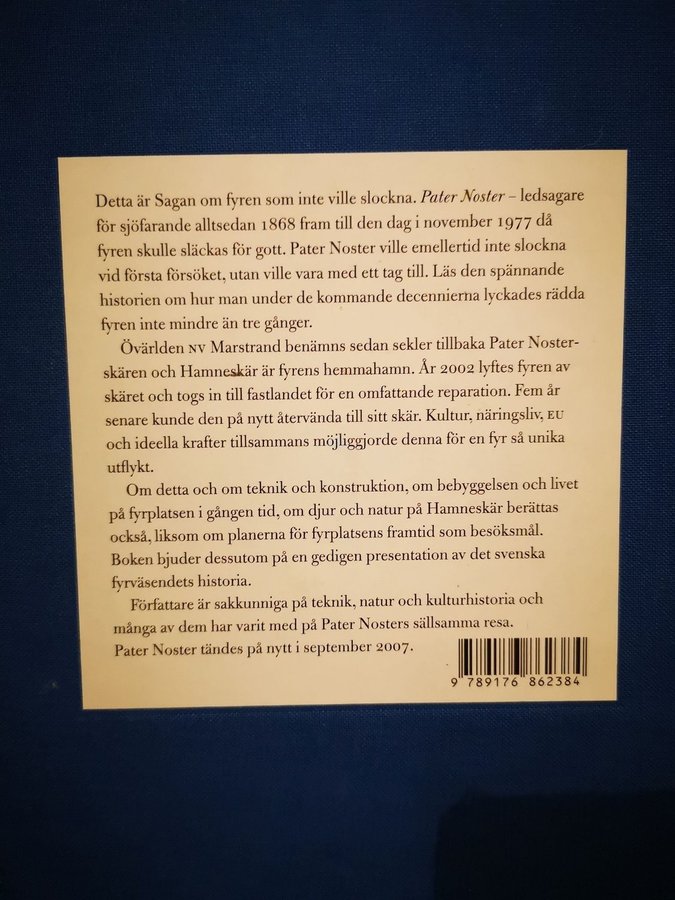 Detta är Sagan om fyren som inte ville slockna. Pater Noster – ledsagare
för sjöfarande alltsedan 1868 fram till den dag i november 1977 då
fyren skulle släckas för gott. Pater Noster ville emellertid inte slockna
vid första försöket, utan ville vara med ett tag till. Läs den spännande
historien om hur man under de kommande decennierna lyckades rädda
fyren inte mindre än tre gånger.
Övärlden NV Marstrand benämns sedan sekler tillbaka Pater Noster-
skären och Hamneskär är fyrens hemmahamn. År 2002 lyftes fyren av
skäret och togs in till fastlandet för en omfattande reparation. Fem år
senare kunde den på nytt återvända till sitt skär. Kultur, näringsliv, EU
och ideella krafter tillsammans möjliggjorde denna för en fyr så unika
utflykt.
Om detta och om teknik och konstruktion, om bebyggelsen och livet
på fyrplatsen i gången tid, om djur och natur på Hamneskär berättas
också, liksom om planerna för fyrplatsens framtid som besöksmål.
Boken bjuder dessutom på en gedigen presentation av det svenska
fyrväsendets historia.
Författare är sakkunniga på teknik, natur och kulturhistoria och
många av dem har varit med på Pater Nosters sällsamma resa.
Pater Noster tändes på nytt i september 2007.
9 789176 862384